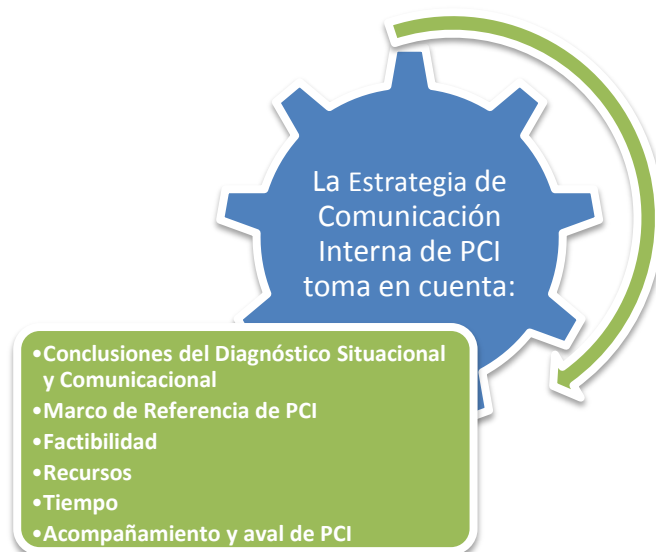 La Estrategia de
Comunicación
Interna de PCI
toma en cuenta:
•Conclusiones del Diagnóstico Situacional
y Comunicacional
•Marco de Referencia de PCI
•Factibilidad
•Recursos
•Tiempo
•Acompañamiento y aval de PCI